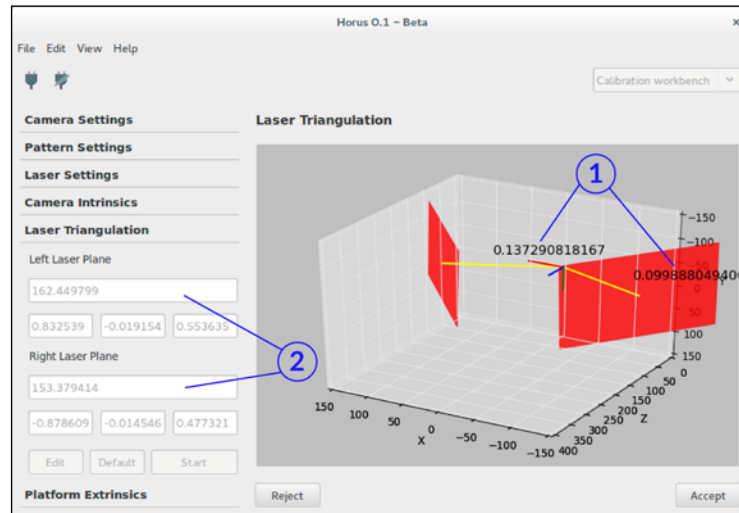 Horus 0.1 – Beta x
File Edit View Help
Calibration workbench
Camera Settings
Laser Triangulation
Pattern Settings
Laser Settings
Camera Intrinsics
Laser Triangulation
Left Laser Plane
162.449799
0.832539 -0.019154 0.553635
Right Laser Plane
153.379414
-0.878609 -0.014546 0.477321
Edit Default Start
Platform Extrinsics
1
2
0.137290818167
0.099888049406
-150
-100
-50
0
Y
50
100
150
150 100 50 0 -50 -100 -150
X
0
50
100
150
200
250
300
350
400
Z
Reject Accept